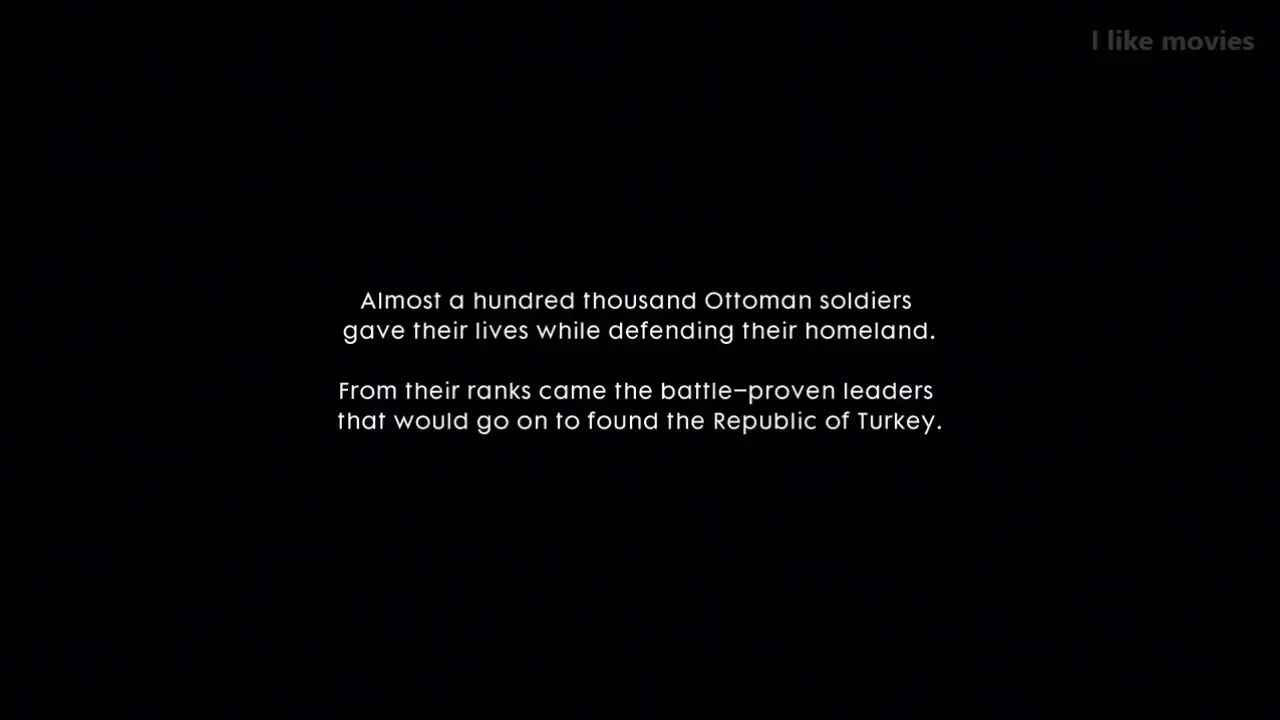 I like movies
Almost a hundred thousand Ottoman soldiers
gave their lives while defending their homeland.
From their ranks came the battle–proven leaders
that would go on to found the Republic of Turkey.